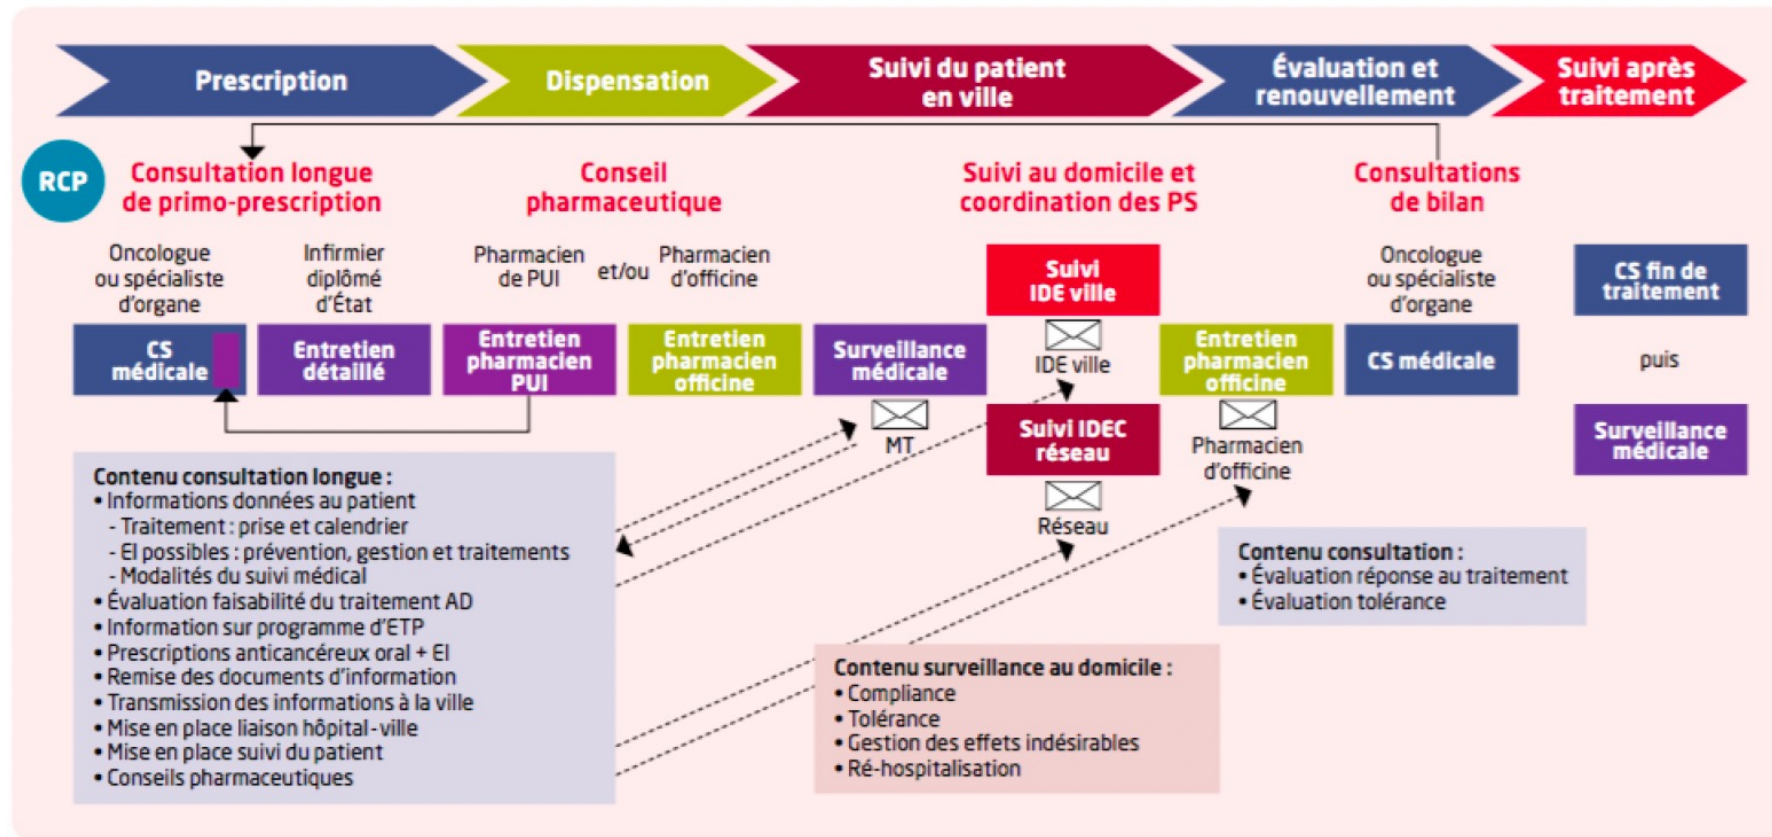 Prescription
Dispensation
Suivi du patient
en ville
Évaluation et
renouvellement
Suivi après
traitement
RCP
Consultation longue
de primo-prescription
Conseil
pharmaceutique
Suivi au domicile et
coordination des PS
Consultations
de bilan
Oncologue
ou spécialiste
d'organe
Infirmier
diplômé
d'État
Pharmacien
de PUI
et/ou
Pharmacien
d'officine
Suivi
IDE ville
Oncologue
ou spécialiste
d'organe
CS fin de
traitement
CS
médicale
Entretien
détaillé
Entretien
pharmacien
PUI
Entretien
pharmacien
officine
Surveillance
médicale
IDE ville
Entretien
pharmacien
officine
CS médicale
puis
MT
Suivi IDEC
réseau
Pharmacien
d'officine
Surveillance
médicale
Réseau
Contenu consultation longue :
• Informations données au patient
- Traitement : prise et calendrier
- EI possibles : prévention, gestion et traitements
- Modalités du suivi médical
• Évaluation faisabilité du traitement AD
• Information sur programme d'ETP
• Prescriptions anticancéreux oral + EI
• Remise des documents d'information
• Transmission des informations à la ville
• Mise en place liaison hôpital-ville
• Mise en place suivi du patient
• Conseils pharmaceutiques
Contenu surveillance au domicile :
• Compliance
• Tolérance
• Gestion des effets indésirables
• Ré-hospitalisation
Contenu consultation :
• Évaluation réponse au traitement
• Évaluation tolérance